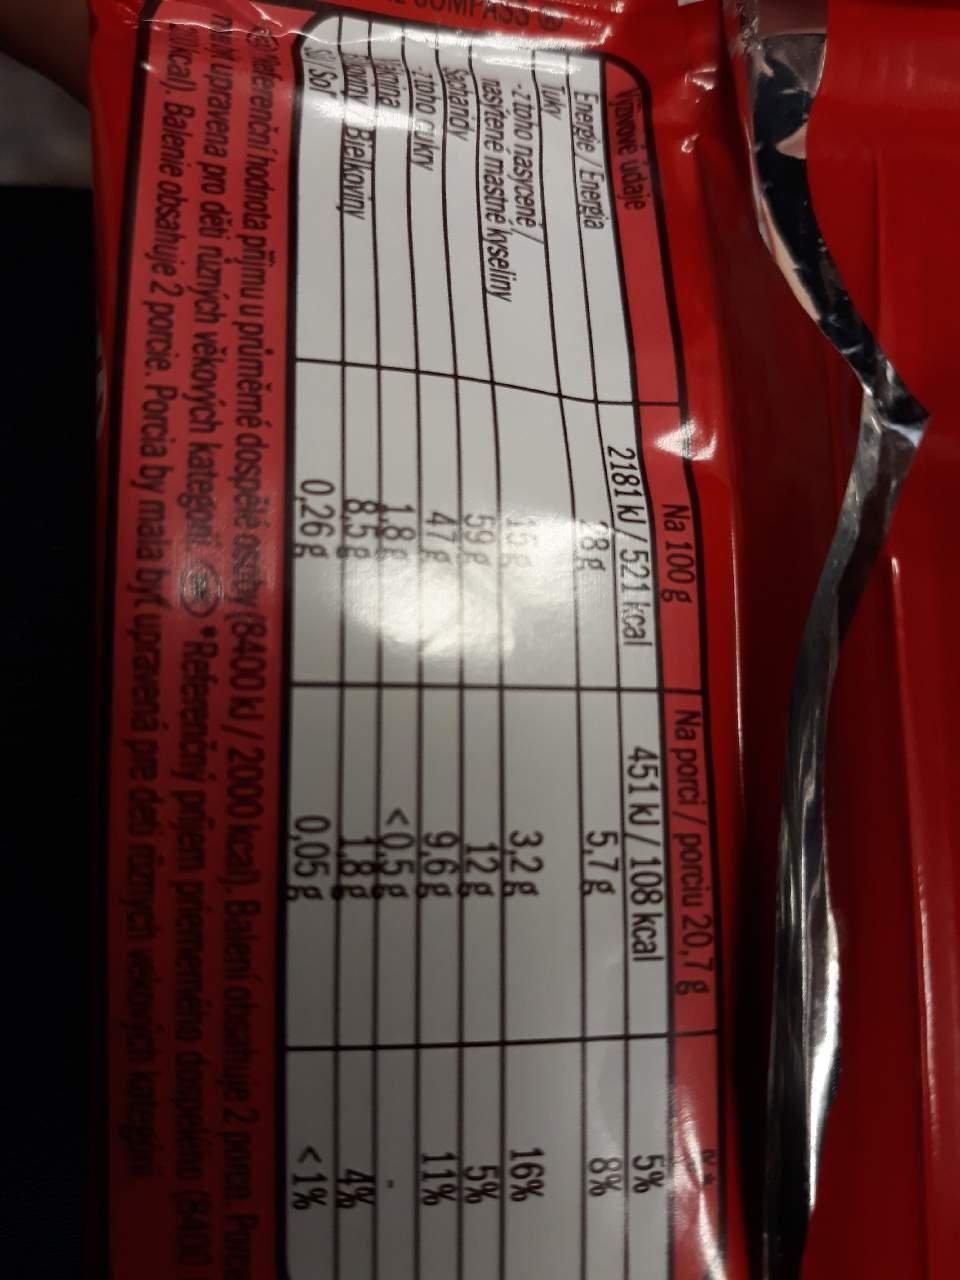 COMPASS
Výživové údaje Na 100 g Na porci / porciu 20,7 g *
Energie / Energia 2181 kJ / 521 kcal 451 kJ / 108 kcal 5%
Tuky 28 g 5,7 g 8%
- z toho nasycené /
nasýtené mastné kyseliny 15 g 3,2 g 16%
Sacharidy 59 g 12 g 5%
- z toho cukry 47 g 9,6 g 11%
Vláknina 1,8 g <0,5 g -
Bílkoviny / Bielkoviny 8,5 g 1,8 g 4%
Sůl / Soľ 0,26 g 0,05 g <1%
Referenční hodnota příjmu u průměrné dospělé osoby (8400 kJ / 2000 kcal). Balení obsahuje 2 porce. Porce
upravena pro děti různých věkových kategorií. *Referenčný príjem priemerného dospelého (8400
kcal). Balenie obsahuje 2 porcie. Porcia by mala byť upravená pre deti rôznych vekových kategórií.